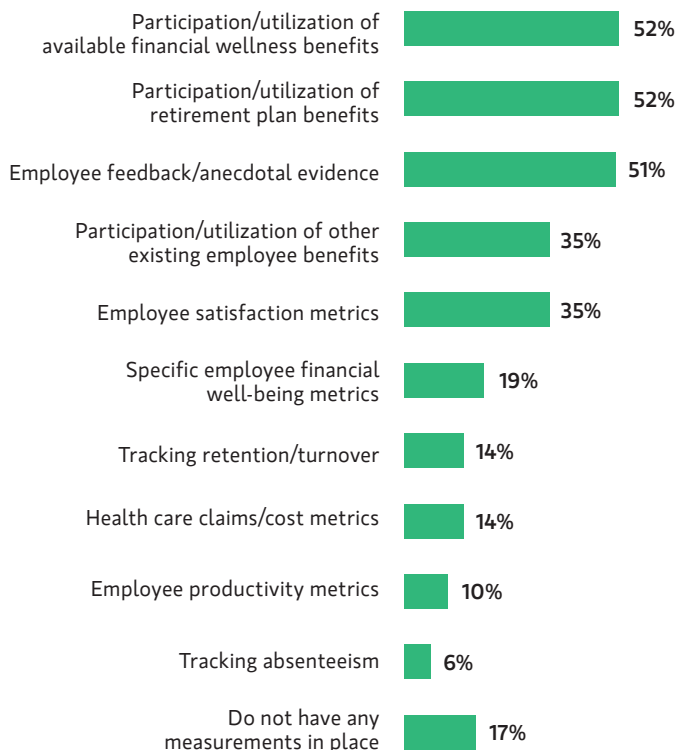 Participation/utilization of
available financial wellness benefits
52%
Participation/utilization of
retirement plan benefits
52%
Employee feedback/anecdotal evidence
51%
Participation/utilization of other
existing employee benefits
35%
Employee satisfaction metrics
35%
Specific employee financial
well-being metrics
19%
Tracking retention/turnover
14%
Health care claims/cost metrics
14%
Employee productivity metrics
10%
Tracking absenteeism
6%
Do not have any
measurements in place
17%